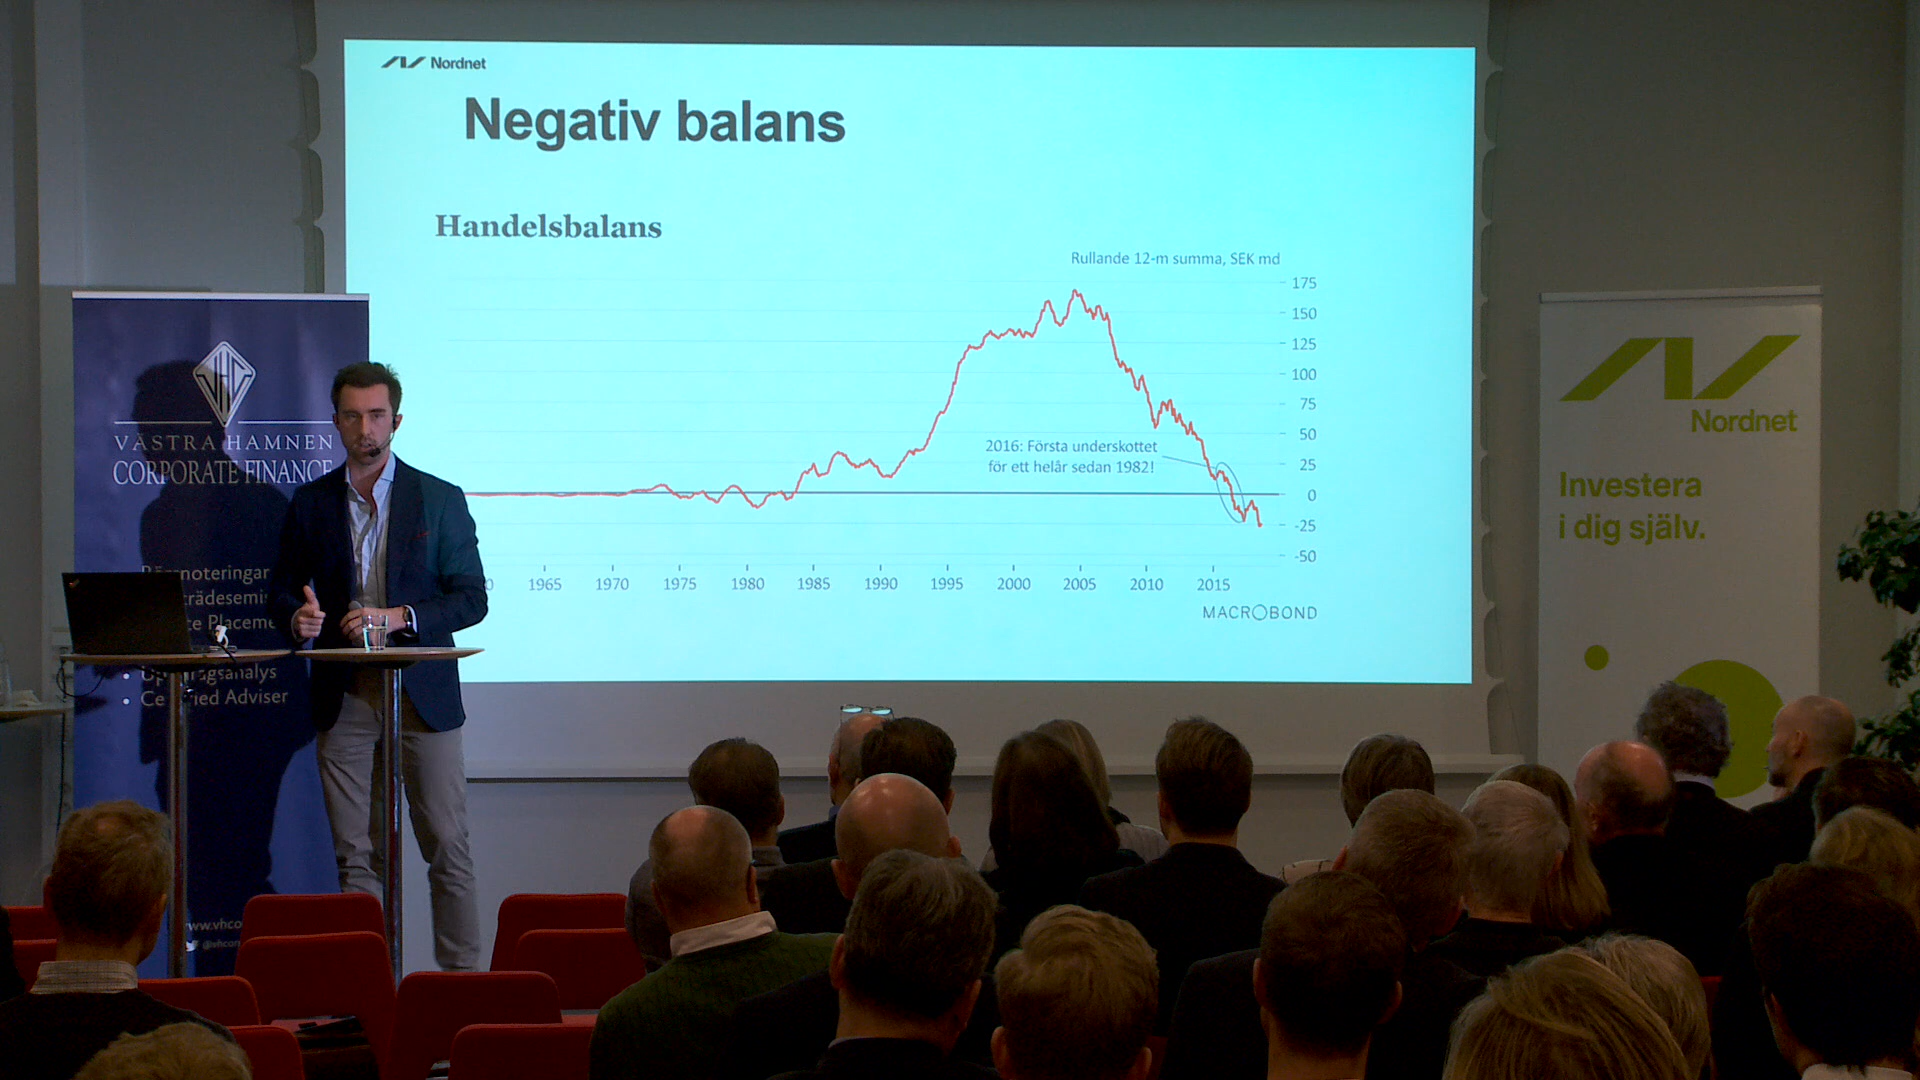 Nordnet
Negativ balans
Handelsbalans
Rullande 12-m summa, SEK md
175
150
125
100
75
50
25
0
-25
-50
2016: Första underskottet
för ett helår sedan 1982!
1965 1970 1975 1980 1985 1990 1995 2000 2005 2010 2015
MACROBOND
VHC
VÄSTRA HAMNEN
CORPORATE FINANCE
Certified Adviser
Nordnet
Investera
i dig själv.